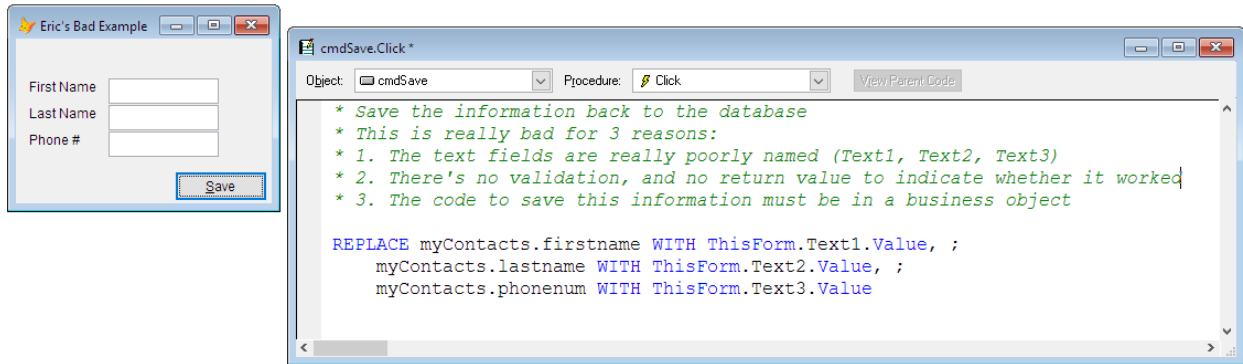 Eric's Bad Example
First Name
Last Name
Phone #
Save
cmdSave.Click *
Object: cmdSave Procedure: Click View Parent Code
* Save the information back to the database
* This is really bad for 3 reasons:
* 1. The text fields are really poorly named (Text1, Text2, Text3)
* 2. There's no validation, and no return value to indicate whether it worked
* 3. The code to save this information must be in a business object
REPLACE myContacts.firstname WITH ThisForm.Text1.Value, ;
myContacts.lastname WITH ThisForm.Text2.Value, ;
myContacts.phonenum WITH ThisForm.Text3.Value